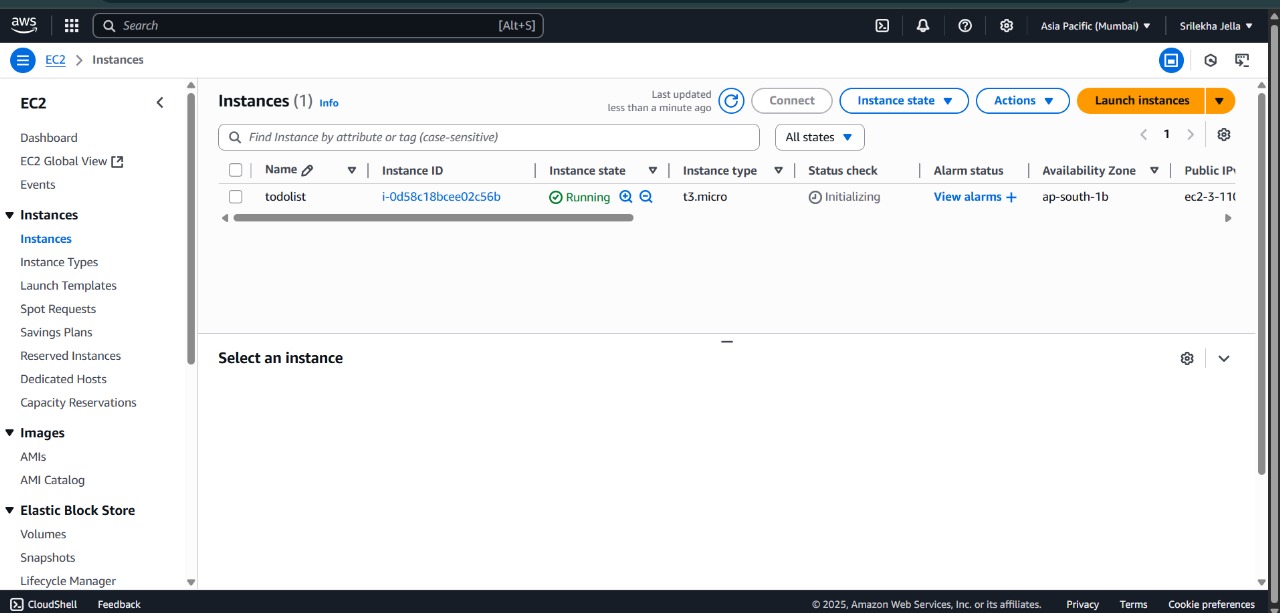 aws
Search [Alt+S]
Asia Pacific (Mumbai)
Srilekha Jella
EC2 Instances
EC2
Dashboard
EC2 Global View
Events
Instances
Instances
Instance Types
Launch Templates
Spot Requests
Savings Plans
Reserved Instances
Dedicated Hosts
Capacity Reservations
Images
AMIs
AMI Catalog
Elastic Block Store
Volumes
Snapshots
Lifecycle Manager
Instances (1) Info
Last updated
less than a minute ago
Connect
Instance state
Actions
Launch instances
Find Instance by attribute or tag (case-sensitive)
All states
1
Name Instance ID Instance state Instance type Status check Alarm status Availability Zone Public IPv
todolist i-0d58c18bcee02c56b Running t3.micro Initializing View alarms + ap-south-1b ec2-3-110
Select an instance
CloudShell Feedback
© 2025, Amazon Web Services, Inc. or its affiliates. Privacy Terms Cookie preferences